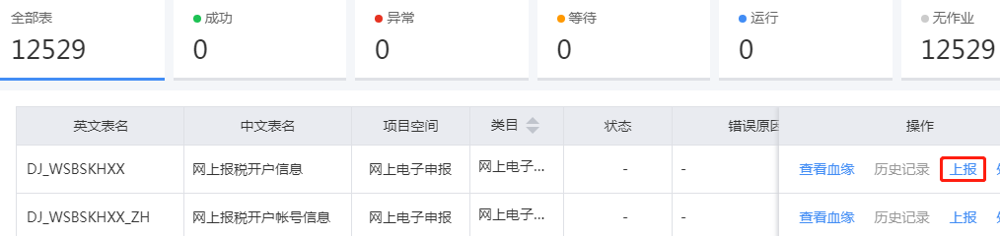 全部表 成功 异常 等待 运行 无作业
12529 0 0 0 0 12529
英文表名 中文表名 项目空间 类目 状态 错误原因 操作
DJ_WSBSKHXX 网上报税开户信息 网上电子申报 网上电子... - - 查看血缘 历史记录 上报
DJ_WSBSKHXX_ZH 网上报税开户帐号信息 网上电子申报 网上电子... - - 查看血缘 历史记录 上报